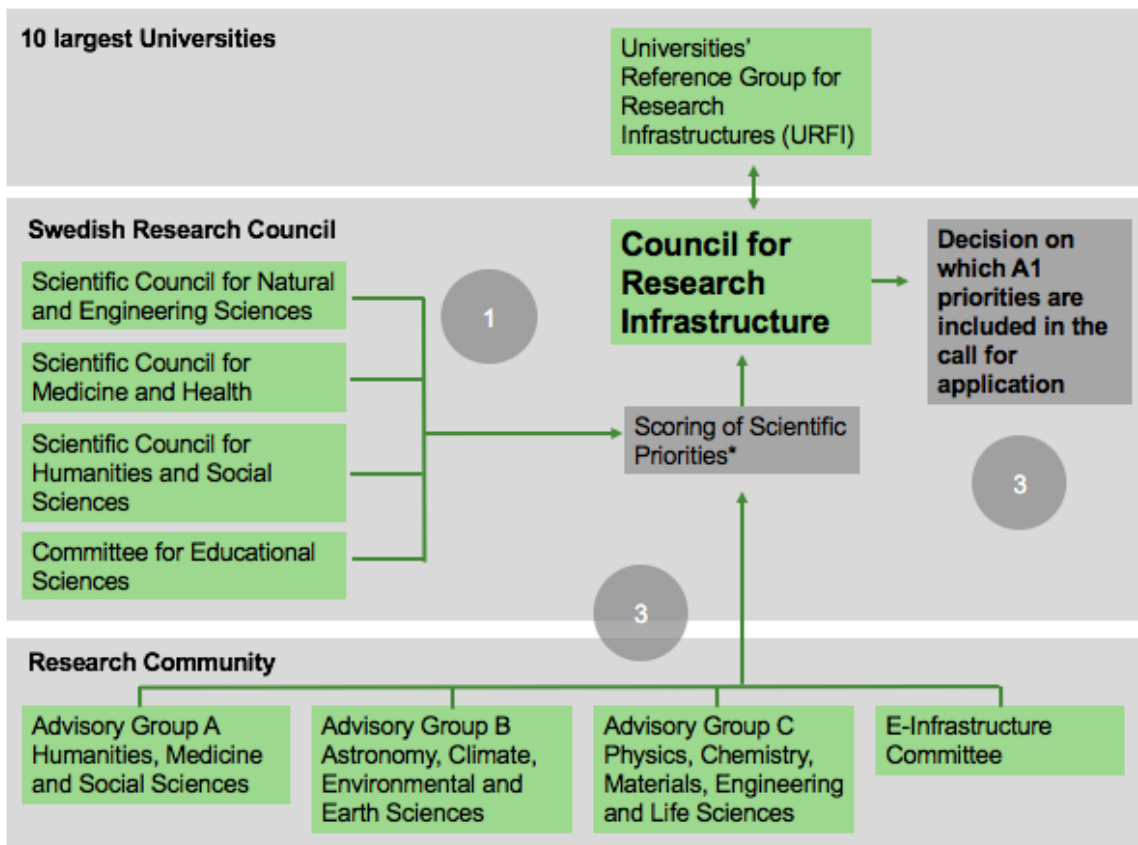 10 largest Universities
Universities'
Reference Group for
Research
Infrastructures (URFI)
Swedish Research Council
Scientific Council for Natural
and Engineering Sciences
Scientific Council for
Medicine and Health
Scientific Council for
Humanities and Social
Sciences
Committee for Educational
Sciences
1
Council for
Research
Infrastructure
Decision on
which A1
priorities are
included in the
call for
application
Scoring of Scientific
Priorities*
3
3
Research Community
Advisory Group A
Humanities, Medicine
and Social Sciences
Advisory Group B
Astronomy, Climate,
Environmental and
Earth Sciences
Advisory Group C
Physics, Chemistry,
Materials, Engineering
and Life Sciences
E-Infrastructure
Committee